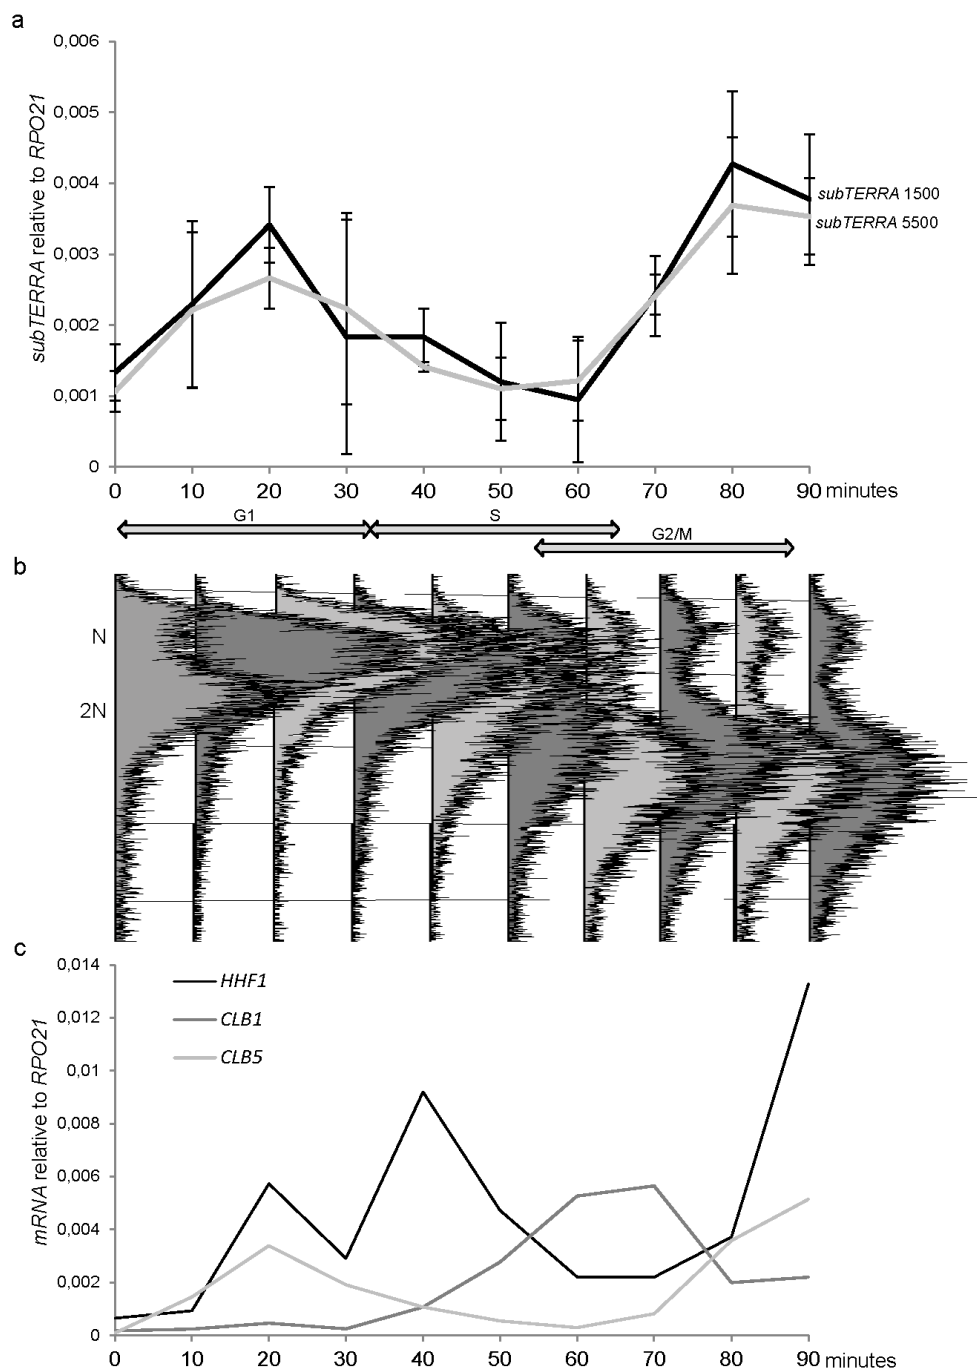 a
0,006
0,005
0,004
0,003
0,002
0,001
0
subTERRA relative to RPO21
subTERRA 1500
subTERRA 5500
0 10 20 30 40 50 60 70 80 90 minutes
G1 S
G2/M
b
N
2N
c
0,014
0,012
0,01
0,008
0,006
0,004
0,002
0
mRNA relative to RPO21
HHF1
CLB1
CLB5
0 10 20 30 40 50 60 70 80 90 minutes